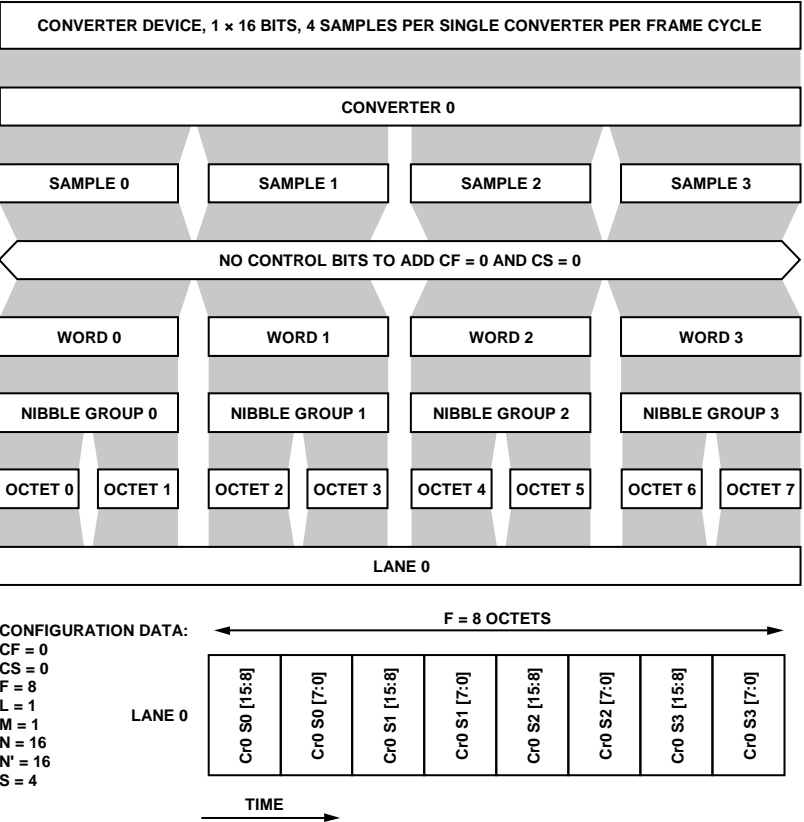 CONVERTER DEVICE, 1 × 16 BITS, 4 SAMPLES PER SINGLE CONVERTER PER FRAME CYCLE
CONVERTER 0
SAMPLE 0 SAMPLE 1 SAMPLE 2 SAMPLE 3
NO CONTROL BITS TO ADD CF = 0 AND CS = 0
WORD 0 WORD 1 WORD 2 WORD 3
NIBBLE GROUP 0 NIBBLE GROUP 1 NIBBLE GROUP 2 NIBBLE GROUP 3
OCTET 0 OCTET 1 OCTET 2 OCTET 3 OCTET 4 OCTET 5 OCTET 6 OCTET 7
LANE 0
CONFIGURATION DATA:
CF = 0
CS = 0
F = 8
L = 1
M = 1
N = 16
N' = 16
S = 4
F = 8 OCTETS
LANE 0
Cr0 S0 [15:8]
Cr0 S0 [7:0]
Cr0 S1 [15:8]
Cr0 S1 [7:0]
Cr0 S2 [15:8]
Cr0 S2 [7:0]
Cr0 S3 [15:8]
Cr0 S3 [7:0]
TIME